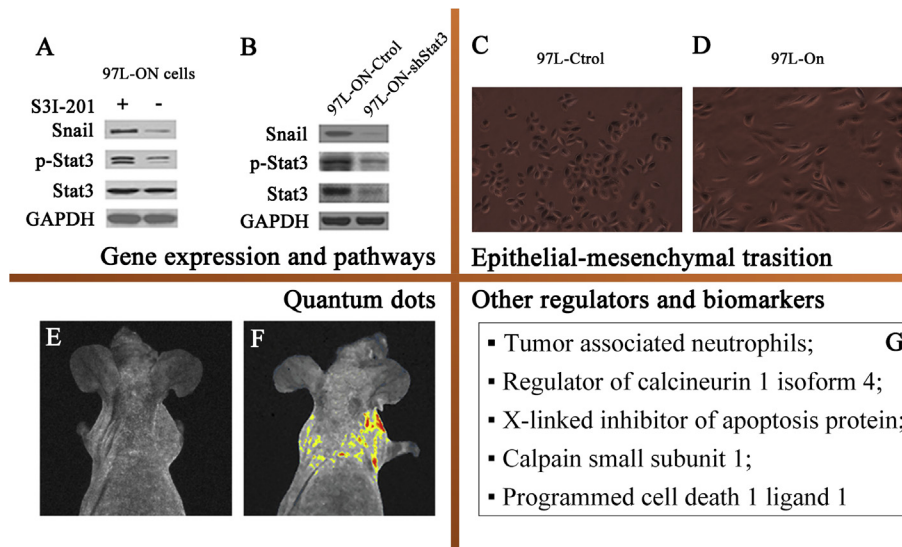 A
97L-ON cells
S3I-201 + -
Snail
p-Stat3
Stat3
GAPDH
B
97L-ON-Ctrol
97L-ON-shStat3
Snail
p-Stat3
Stat3
GAPDH
Gene expression and pathways
C
97L-Ctrol
D
97L-On
Epithelial-mesenchymal trasition
Quantum dots
E
F
Other regulators and biomarkers
G
▪ Tumor associated neutrophils;
▪ Regulator of calcineurin 1 isoform 4;
▪ X-linked inhibitor of apoptosis protein;
▪ Calpain small subunit 1;
▪ Programmed cell death 1 ligand 1